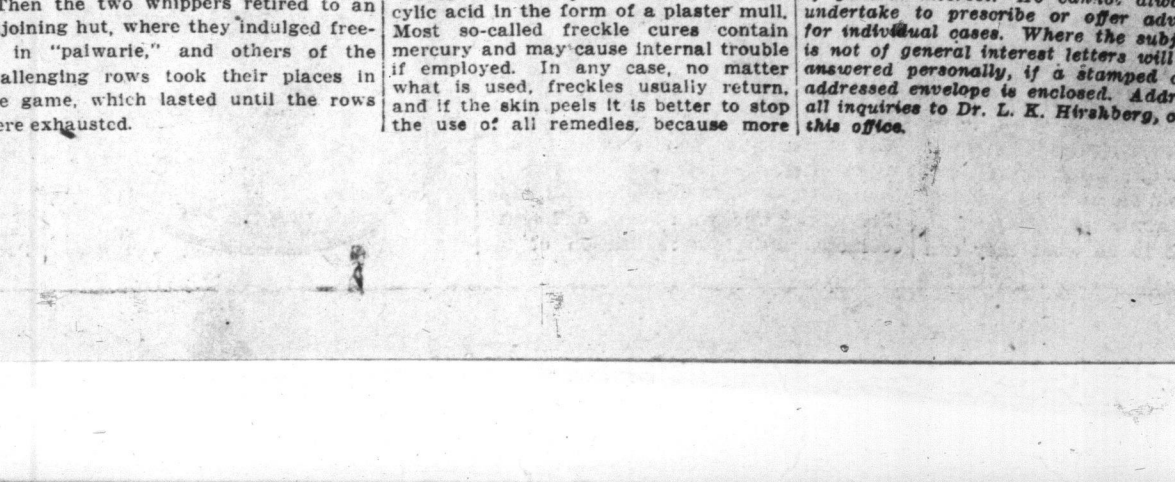 Then the two whippers retired to an
joining hut, where they indulged free-
in "palwarie," and others of the
allenging rows took their places in
e game, which lasted until the rows
ere exhausted.
cylic acid in the form of a plaster mull.
Most so-called freckle cures contain
mercury and may cause internal trouble
if employed. In any case, no matter
what is used, freckles usually return,
and if the skin peels it is better to stop
the use of all remedies, because more
undertake to prescribe or offer ad
for individual cases. Where the subj
is not of general interest letters will
answered personally, if a stamped
addressed envelope is enclosed. Addr
all inquiries to Dr. L. K. Hirshberg, c
this office.